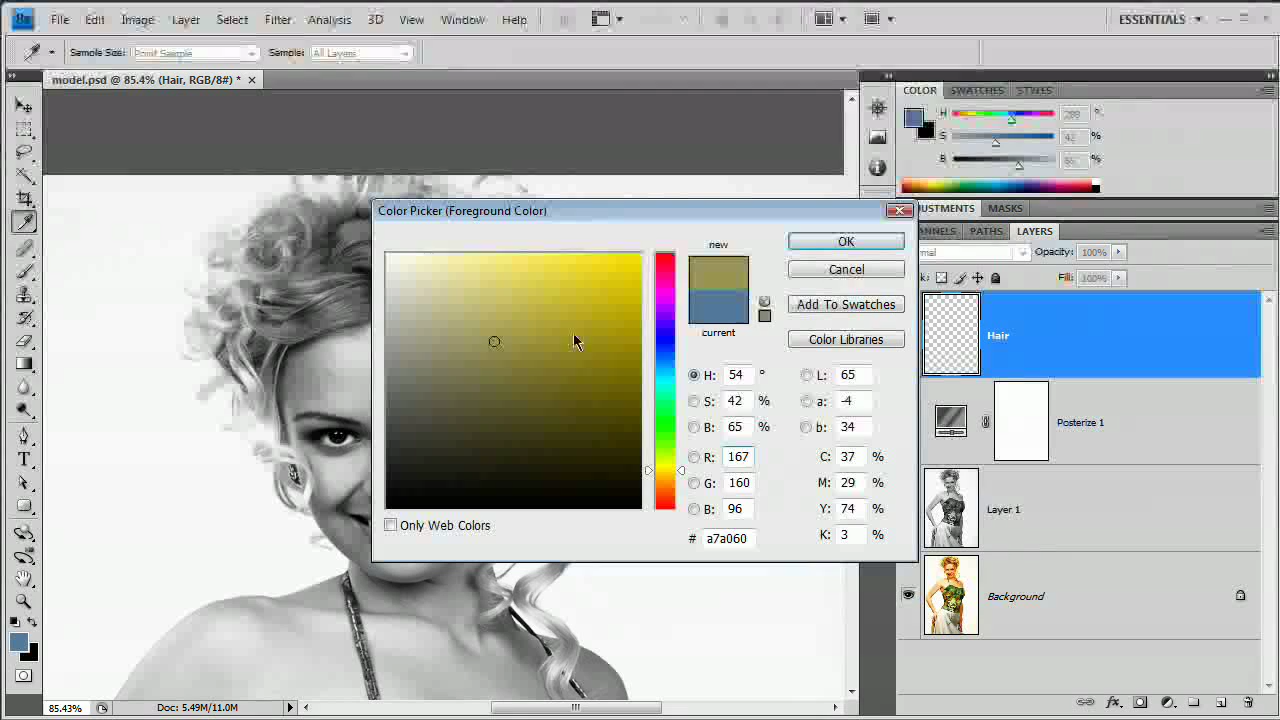 File Edit Image Layer Select Filter Analysis 3D View Window Help ESSENTIALS
Sample Size: Point Sample Sample: All Layers
model.psd @ 85.4% (Hair, RGB/8#) *
COLOR SWATCHES STYLES
H 208 °
S 42 %
B 65 %
Color Picker (Foreground Color)
new
current
OK
Cancel
Add To Swatches
Color Libraries
H: 54 ° L: 65
S: 42 % a: -4
B: 65 % b: 34
R: 167 C: 37 %
G: 160 M: 29 %
B: 96 Y: 74 %
# a7a060 K: 3 %
Only Web Colors
MASKS
PATHS LAYERS
Opacity: 100%
Fill: 100%
Hair
Posterize 1
Layer 1
Background
T
fx
85.43% Doc: 5.49M/11.0M